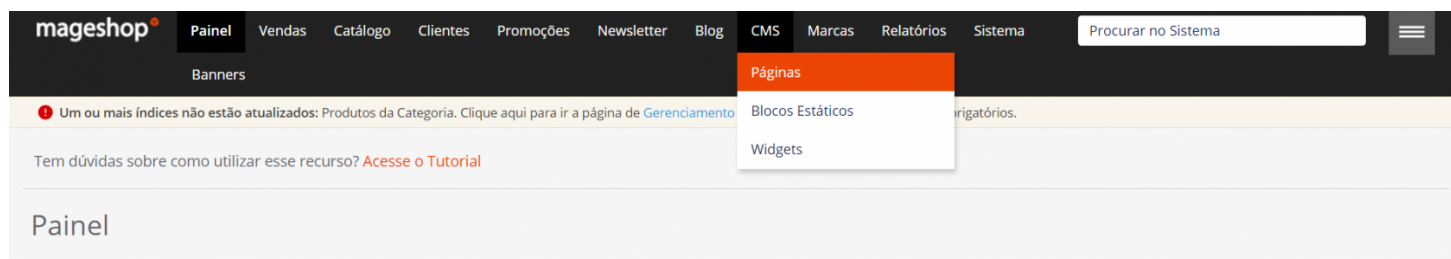 mageshop Painel Vendas Catálogo Clientes Promoções Newsletter Blog CMS Marcas Relatórios Sistema Procurar no Sistema
Banners
Páginas
Um ou mais índices não estão atualizados: Produtos da Categoria. Clique aqui para ir a página de Gerenciamento
Blocos Estáticos
Widgets
Tem dúvidas sobre como utilizar esse recurso? Acesse o Tutorial
Painel